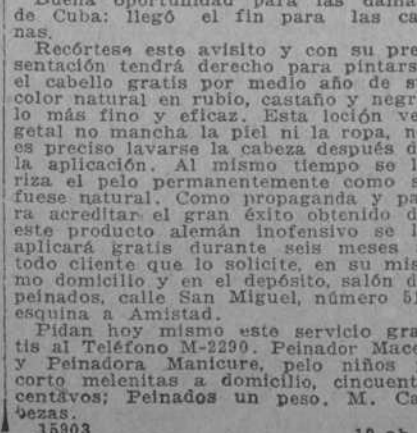 Buena oportunidad para las damas
de Cuba: llegó el fin para las ca
nas.
Recórtese este avisito y con su pre
sentación tendrá derecho para pintars
el cabello gratis por medio año de s
color natural en rubio, castaño y negr
lo más fino y eficaz. Esta loción ve
getal no mancha la piel ni la ropa, n
es preciso lavarse la cabeza después d
la aplicación. Al mismo tiempo se l
riza el pelo permanentemente como s
fuese natural. Como propaganda y pa
ra acreditar el gran éxito obtenido d
este producto alemán inofensivo se l
aplicará gratis durante seis meses
todo cliente que lo solicite, en su mis
mo domicilio y en el depósito, salón d
peinados, calle San Miguel, número 5
esquina a Amistad.
Pidan hoy mismo este servicio gra
tis al Teléfono M-2290. Peinador Mace
y Peinadora Manicure, pelo niños
corto melenitas a domicilio, cincuent
centavos; Peinados un peso. M. Ca
bezas.
15903